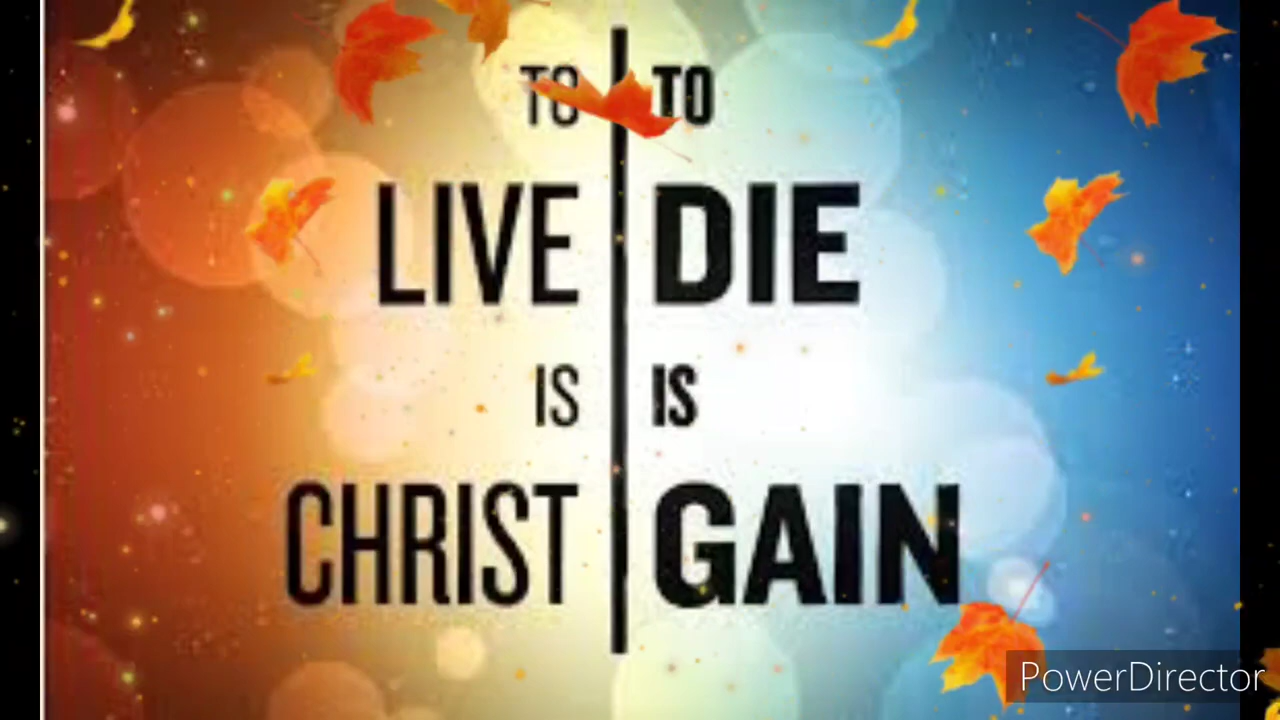 TO
LIVE
IS
CHRIST
TO
DIE
IS
GAIN
PowerDirector